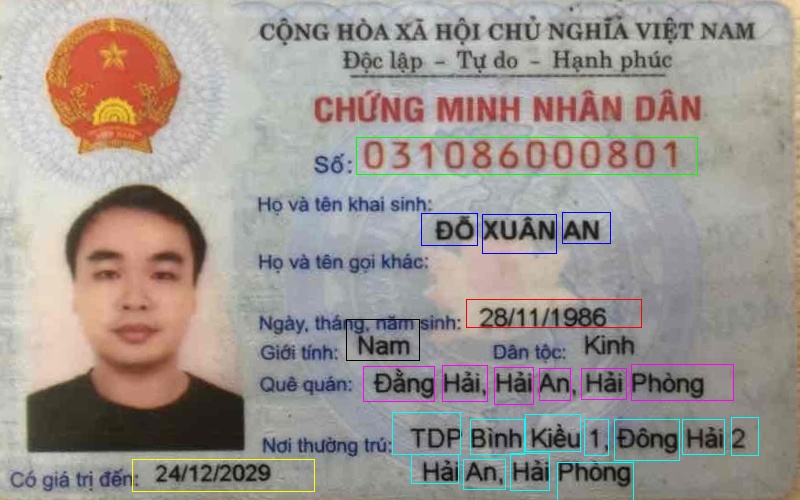 CỘNG HÒA XÃ HỘI CHỦ NGHĨA VIỆT NAM
Độc lập - Tự do - Hạnh phúc
CHỨNG MINH NHÂN DÂN
Số: 031086000801
Họ và tên khai sinh:
ĐỖ XUÂN AN
Họ và tên gọi khác:
Ngày, tháng, năm sinh: 28/11/1986
Giới tính: Nam Dân tộc: Kinh
Quê quán: Đằng Hải, Hải An, Hải Phòng
Nơi thường trú: TDP Bình Kiều 1, Đông Hải 2
Hải An, Hải Phòng
Có giá trị đến: 24/12/2029